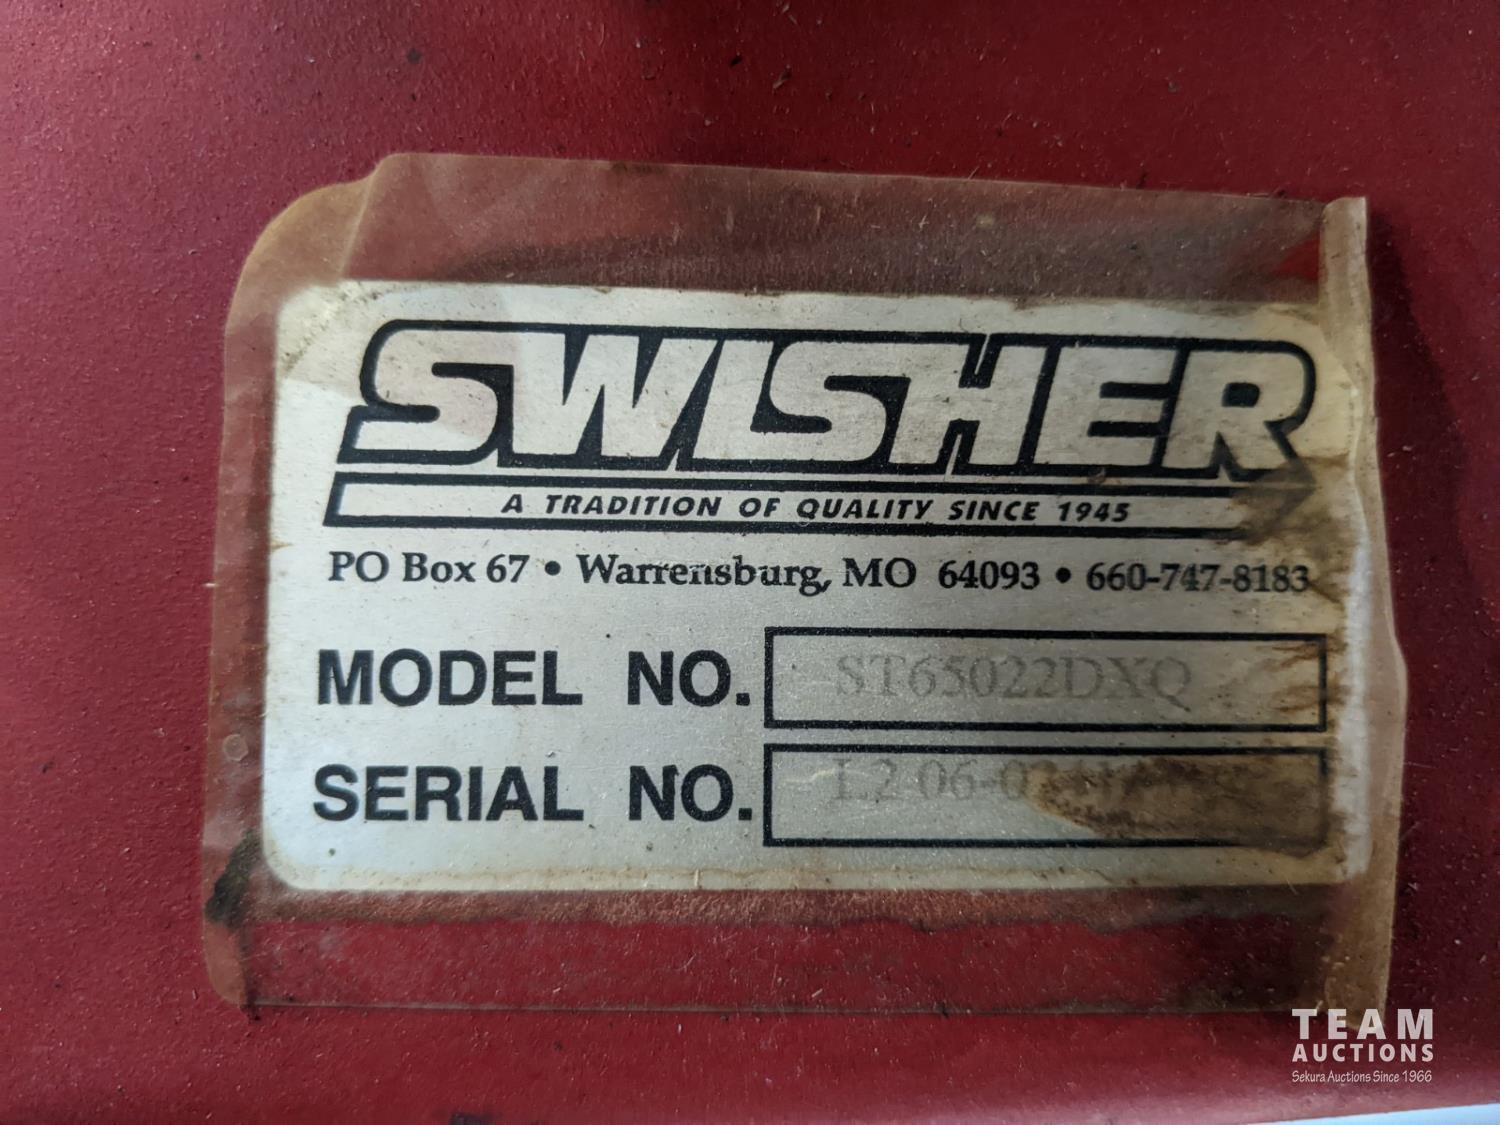 SWISHER
A TRADITION OF QUALITY SINCE 1945
PO Box 67 • Warrensburg, MO 64093 • 660-747-8183
MODEL NO. ST65022DXQ
SERIAL NO. L2 
TEAM
AUCTIONS
Sekura Auctions Since 1966